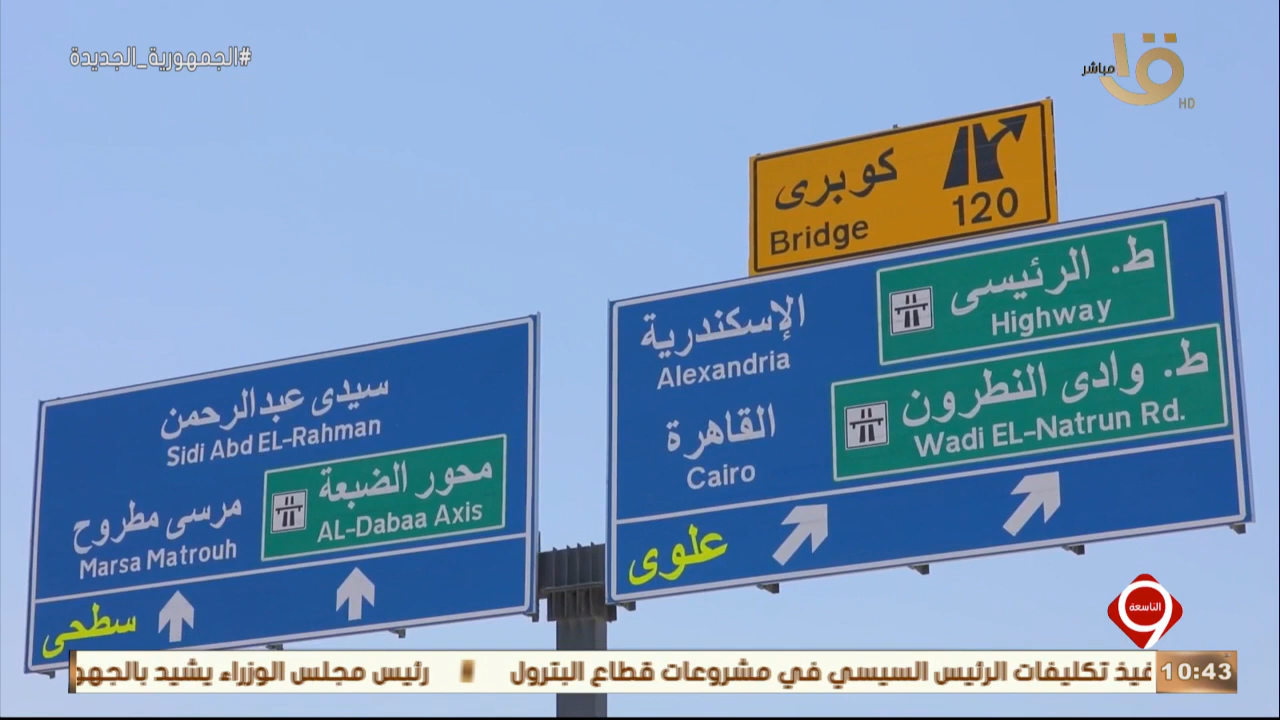 #الجمهورية_الجديدة
مباشر
HD
كوبرى
120
Bridge
ط. الرئيسى
Highway
الإسكندرية
Alexandria
ط. وادى النطرون
Wadi EL-Natrun Rd.
القاهرة
Cairo
علوى
سيدى عبدالرحمن
Sidi Abd EL-Rahman
محور الضبعة
AL-Dabaa Axis
مرسى مطروح
Marsa Matrouh
سطحى
التاسعة
9
10:43
تكليفات الرئيس السيسي في مشروعات قطاع البترول
رئيس مجلس الوزراء يشيد